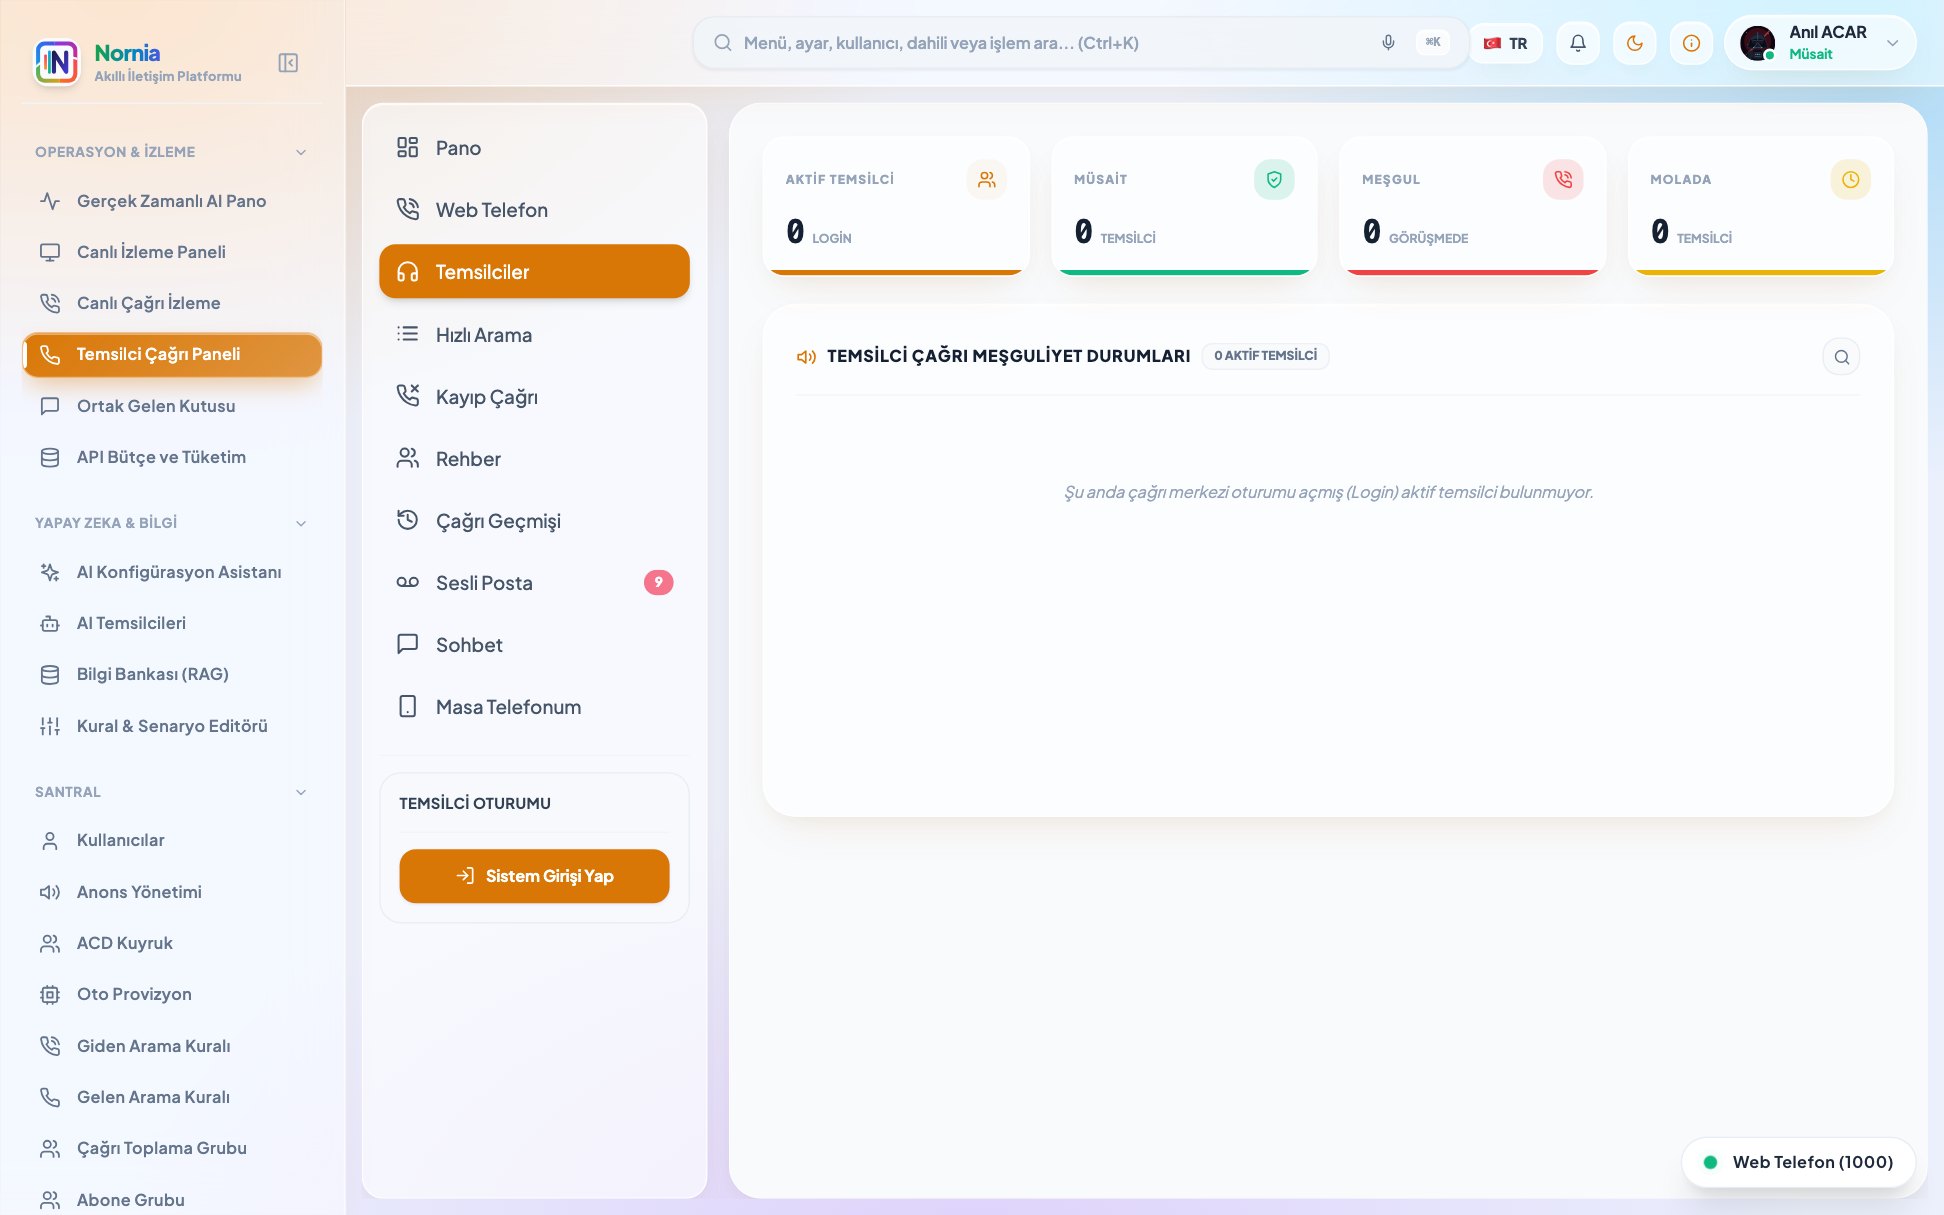 Nornia
Akıllı İletişim Platformu
OPERASYON & İZLEME
Gerçek Zamanlı AI Pano
Canlı İzleme Paneli
Canlı Çağrı İzleme
Temsilci Çağrı Paneli
Ortak Gelen Kutusu
API Bütçe ve Tüketim
YAPAY ZEKA & BİLGİ
AI Konfigürasyon Asistanı
AI Temsilcileri
Bilgi Bankası (RAG)
Kural & Senaryo Editörü
SANTRAL
Kullanıcılar
Anons Yönetimi
ACD Kuyruk
Oto Provizyon
Giden Arama Kuralı
Gelen Arama Kuralı
Çağrı Toplama Grubu
Abone Grubu
Menü, ayar, kullanıcı, dahili veya işlem ara... (Ctrl+K)
⌘K
TR
Anıl ACAR
Müsait
Pano
Web Telefon
Temsilciler
Hızlı Arama
Kayıp Çağrı
Rehber
Çağrı Geçmişi
Sesli Posta 9
Sohbet
Masa Telefonum
TEMSİLCİ OTURUMU
Sistem Girişi Yap
AKTİF TEMSİLCİ
0 LOGIN
MÜSAİT
0 TEMSİLCİ
MEŞGUL
0 GÖRÜŞMEDE
MOLADA
0 TEMSİLCİ
TEMSİLCİ ÇAĞRI MEŞGULİYET DURUMLARI 0 AKTİF TEMSİLCİ
Şu anda çağrı merkezi oturumu açmış (Login) aktif temsilci bulunmuyor.
Web Telefon (1000)